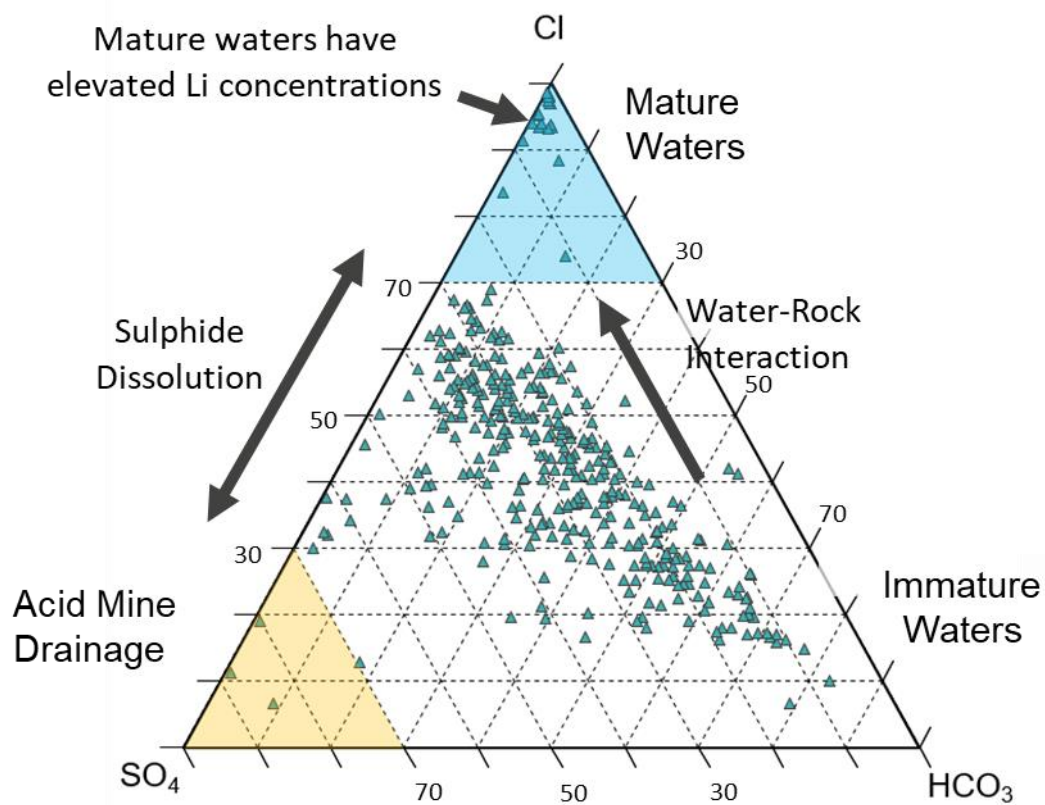 Cl
Mature waters have
elevated Li concentrations
Mature
Waters
30
70
Water-Rock
Interaction
Sulphide
Dissolution
50
50
70
30
Immature
Waters
Acid Mine
Drainage
SO₄
70
50
30
HCO₃